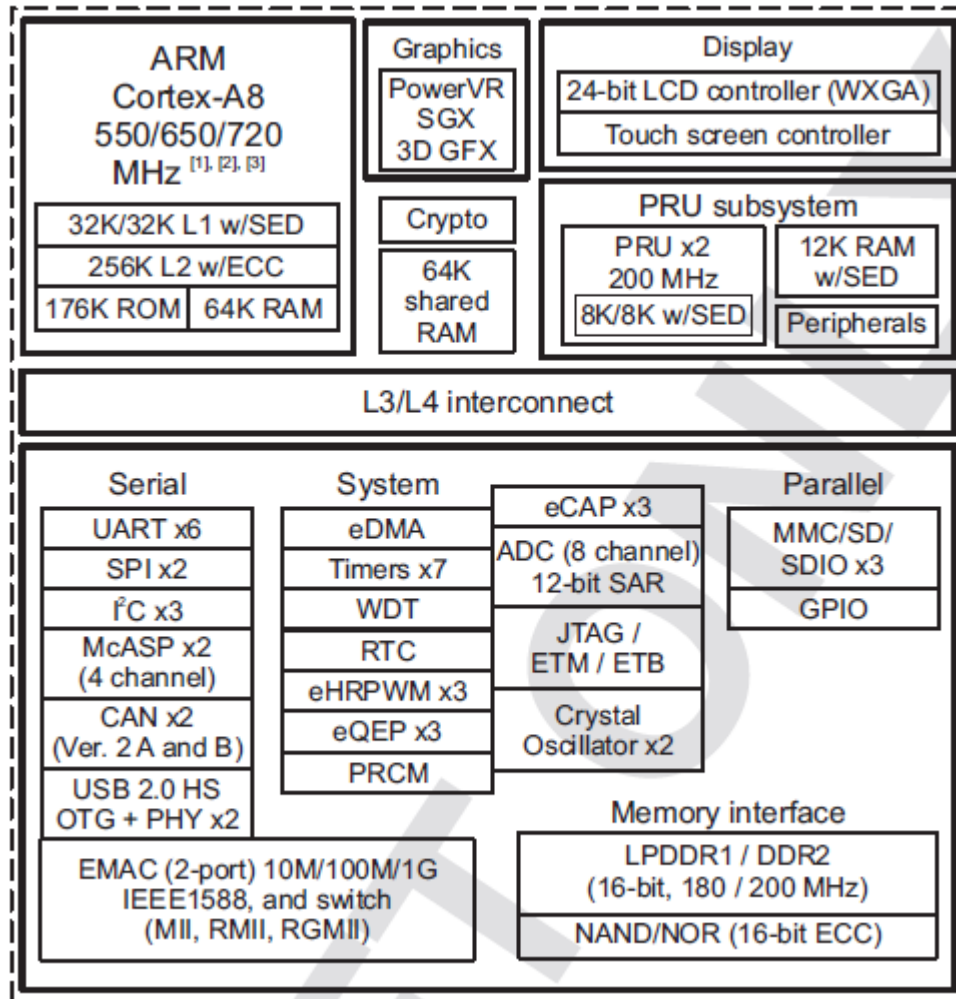 ARM
Cortex-A8
550/650/720
MHz [1], [2], [3]
32K/32K L1 w/SED
256K L2 w/ECC
176K ROM
64K RAM
Graphics
PowerVR
SGX
3D GFX
Crypto
64K
shared
RAM
Display
24-bit LCD controller (WXGA)
Touch screen controller
PRU subsystem
PRU x2
200 MHz
8K/8K w/SED
12K RAM
w/SED
Peripherals
L3/L4 interconnect
Serial
UART x6
SPI x2
I²C x3
McASP x2
(4 channel)
CAN x2
(Ver. 2 A and B)
USB 2.0 HS
OTG + PHY x2
EMAC (2-port) 10M/100M/1G
IEEE1588, and switch
(MII, RMII, RGMII)
System
eDMA
Timers x7
WDT
RTC
eHRPWM x3
eQEP x3
PRCM
eCAP x3
ADC (8 channel)
12-bit SAR
JTAG /
ETM / ETB
Crystal
Oscillator x2
Parallel
MMC/SD/
SDIO x3
GPIO
Memory interface
LPDDR1 / DDR2
(16-bit, 180 / 200 MHz)
NAND/NOR (16-bit ECC)